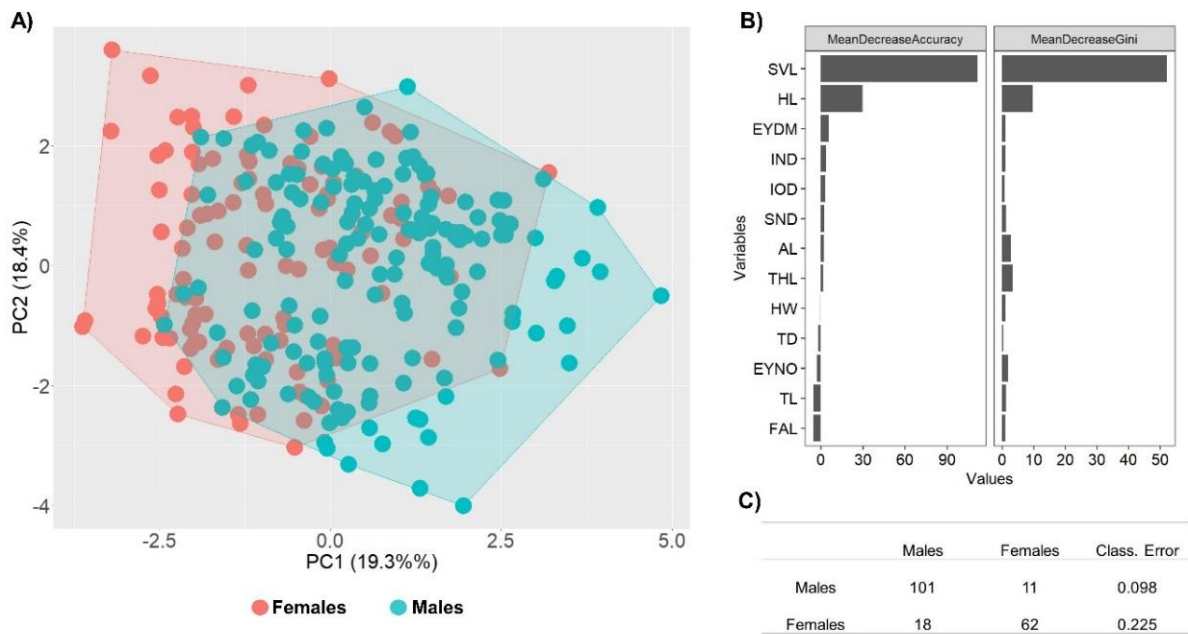 A)
2
0
-2
-4
PC2 (18.4%)
-2.5
0.0
2.5
5.0
PC1 (19.3%%)
Females
Males
B)
MeanDecreaseAccuracy
MeanDecreaseGini
Variables
SVL
HL
EYDM
IND
IOD
SND
AL
THL
HW
TD
EYNO
TL
FAL
0 30 60 90
0 10 20 30 40 50
Values
C)
Males Females Class. Error
Males 101 11 0.098
Females 18 62 0.225